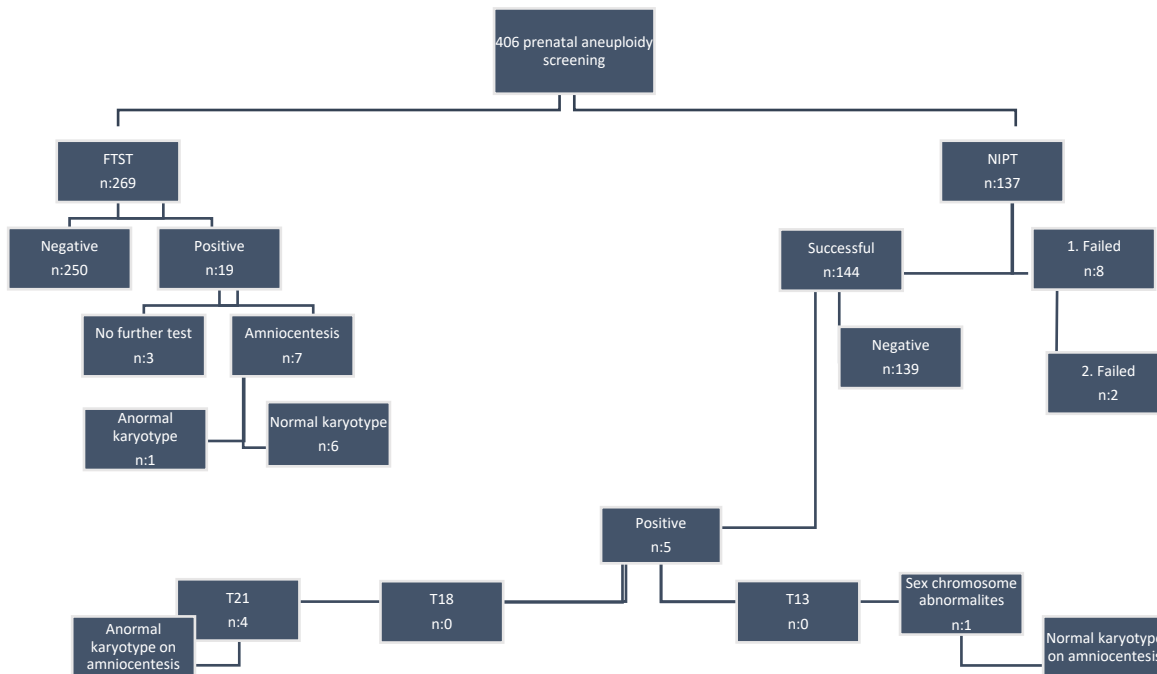 406 prenatal aneuploidy
screening
FTST
n:269
NIPT
n:137
Negative
n:250
Positive
n:19
Successful
n:144
1. Failed
n:8
No further test
n:3
Amniocentesis
n:7
Negative
n:139
2. Failed
n:2
Anormal
karyotype
n:1
Normal karyotype
n:6
Positive
n:5
T21
n:4
T18
n:0
T13
n:0
Sex chromosome
abnormalites
n:1
Anormal
karyotype on
amniocentesis
Normal karyotype
on amniocentesis